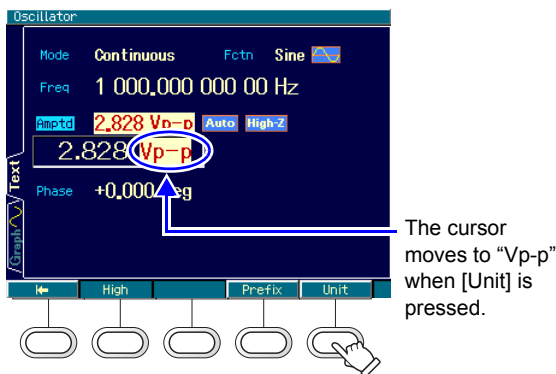 Oscillator
Mode Continuous Fctn Sine
Freq 1 000.000 000 00 Hz
Amptd 2.828 Vp-p Auto High-Z
2.828 Vp-p
Phase +0.000 deg
Text
Graph
The cursor
moves to “Vp-p”
when [Unit] is
pressed.
High Prefix Unit